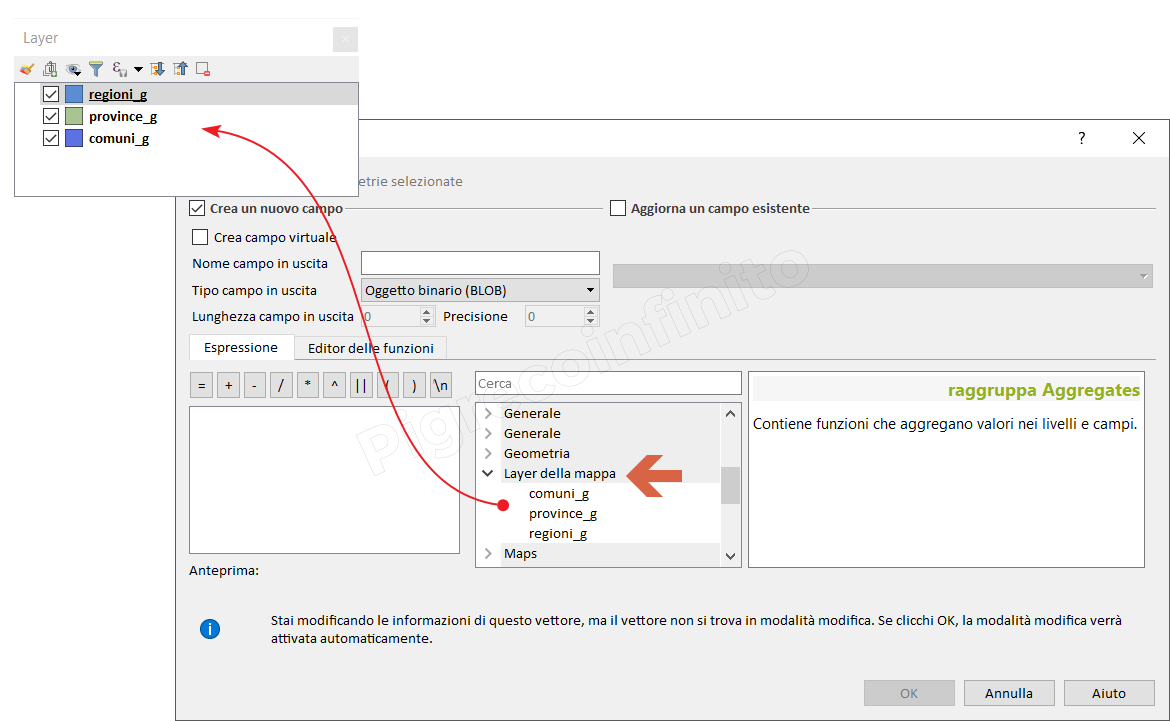 Layer
regioni_g
province_g
comuni_g
?
etrie selezionate
Crea un nuovo campo
Aggiorna un campo esistente
Crea campo virtuale
Nome campo in uscita
Tipo campo in uscita
Oggetto binario (BLOB)
Lunghezza campo in uscita
0
Precisione
0
Espressione
Editor delle funzioni
= + - / * ^ || ( ) \n
Cerca
Generale
Generale
Geometria
Layer della mappa
comuni_g
province_g
regioni_g
Maps
raggruppa Aggregates
Contiene funzioni che aggregano valori nei livelli e campi.
Pigrecoinfinito
Anteprima:
Stai modificando le informazioni di questo vettore, ma il vettore non si trova in modalità modifica. Se clicchi OK, la modalità modifica verrà
attivata automaticamente.
OK
Annulla
Aiuto